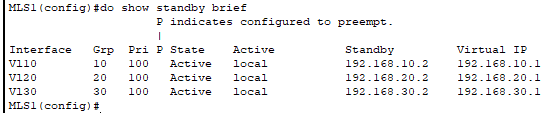 MLS1(config)#do show standby brief
                     P indicates configured to preempt.
                     |
Interface   Grp  Pri P State    Active          Standby         Virtual IP
Vl10        10   100   Active   local           192.168.10.2    192.168.10.1
Vl20        20   100   Active   local           192.168.20.2    192.168.20.1
Vl30        30   100   Active   local           192.168.30.2    192.168.30.1
MLS1(config)#